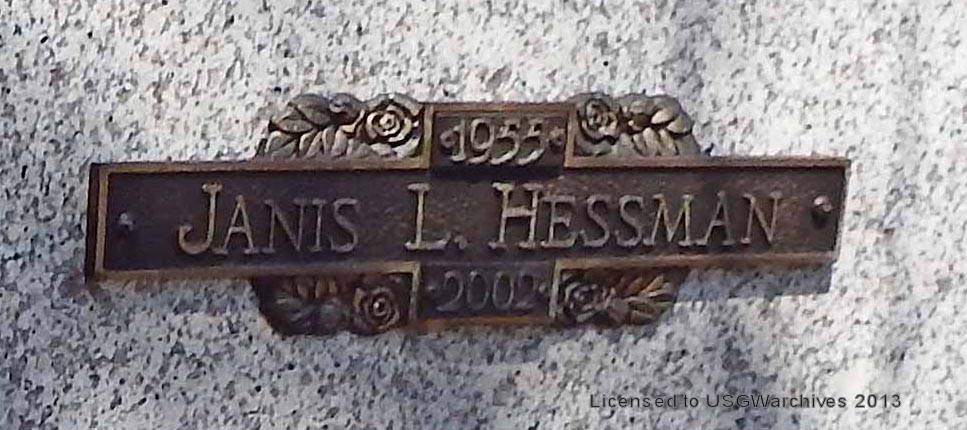 1955
JANIS L. HESSMAN
2002
Licensed to USGWarchives 2013